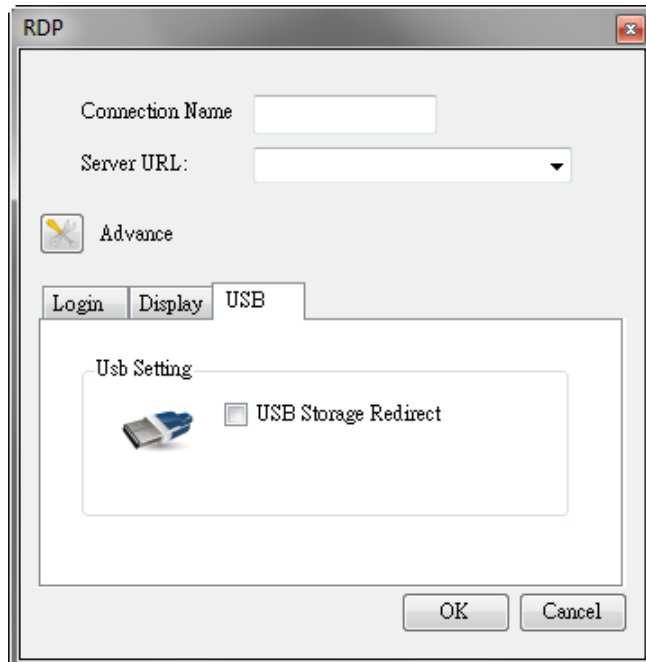 RDP
Connection Name
Server URL:
Advance
Login Display USB
Usb Setting
USB Storage Redirect
OK Cancel